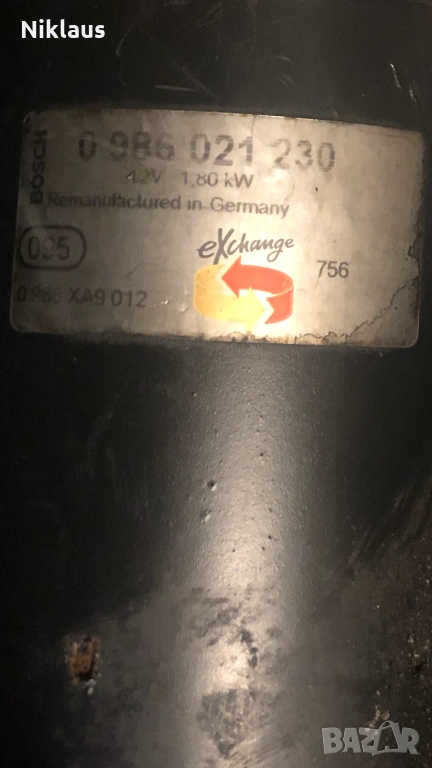 Niklaus
BOSCH
0 986 021 230
12V 1,80 kW
Remanufactured in Germany
095
eXchange
756
0 986 XA9 012
BAZAR